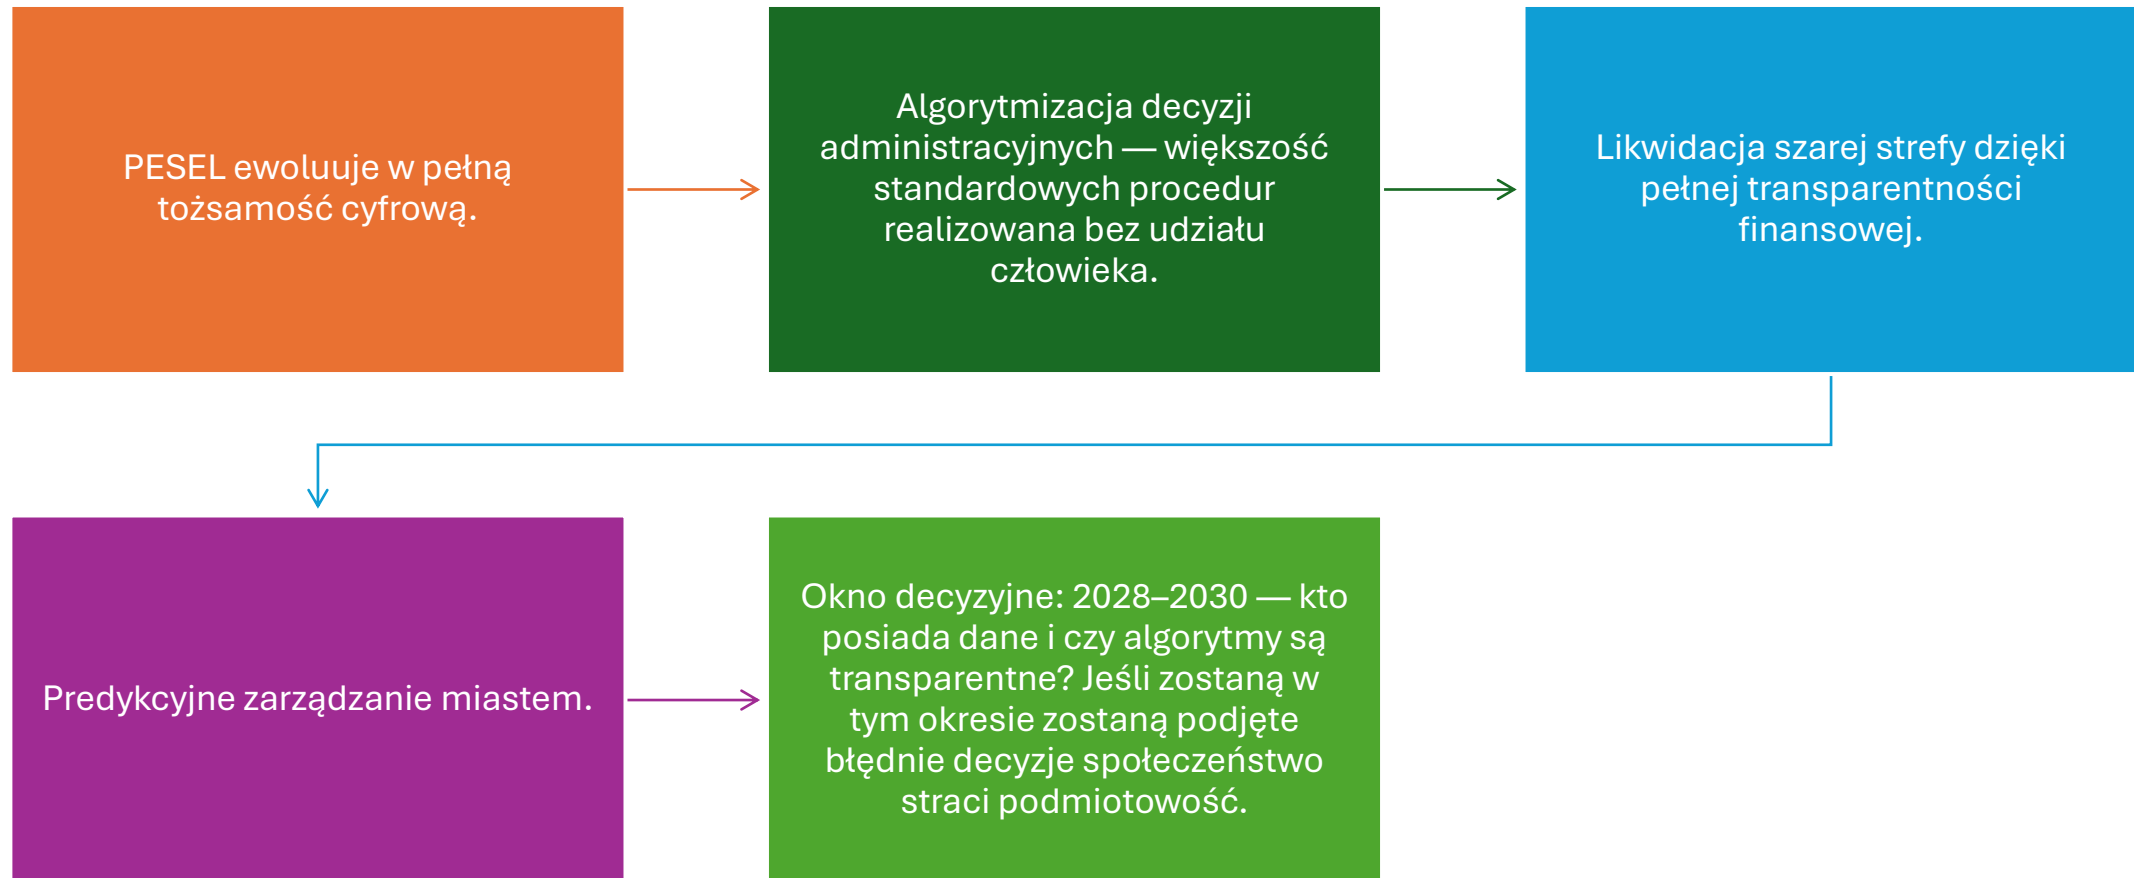 PESEL ewoluuje w pełną
tożsamość cyfrową.
Algorytmizacja decyzji
administracyjnych — większość
standardowych procedur
realizowana bez udziału
człowieka.
Likwidacja szarej strefy dzięki
pełnej transparentności
finansowej.
Predykcyjne zarządzanie miastem.
Okno decyzyjne: 2028–2030 — kto
posiada dane i czy algorytmy są
transparentne? Jeśli zostaną w
tym okresie zostaną podjęte
błędnie decyzje społeczeństwo
straci podmiotowość.